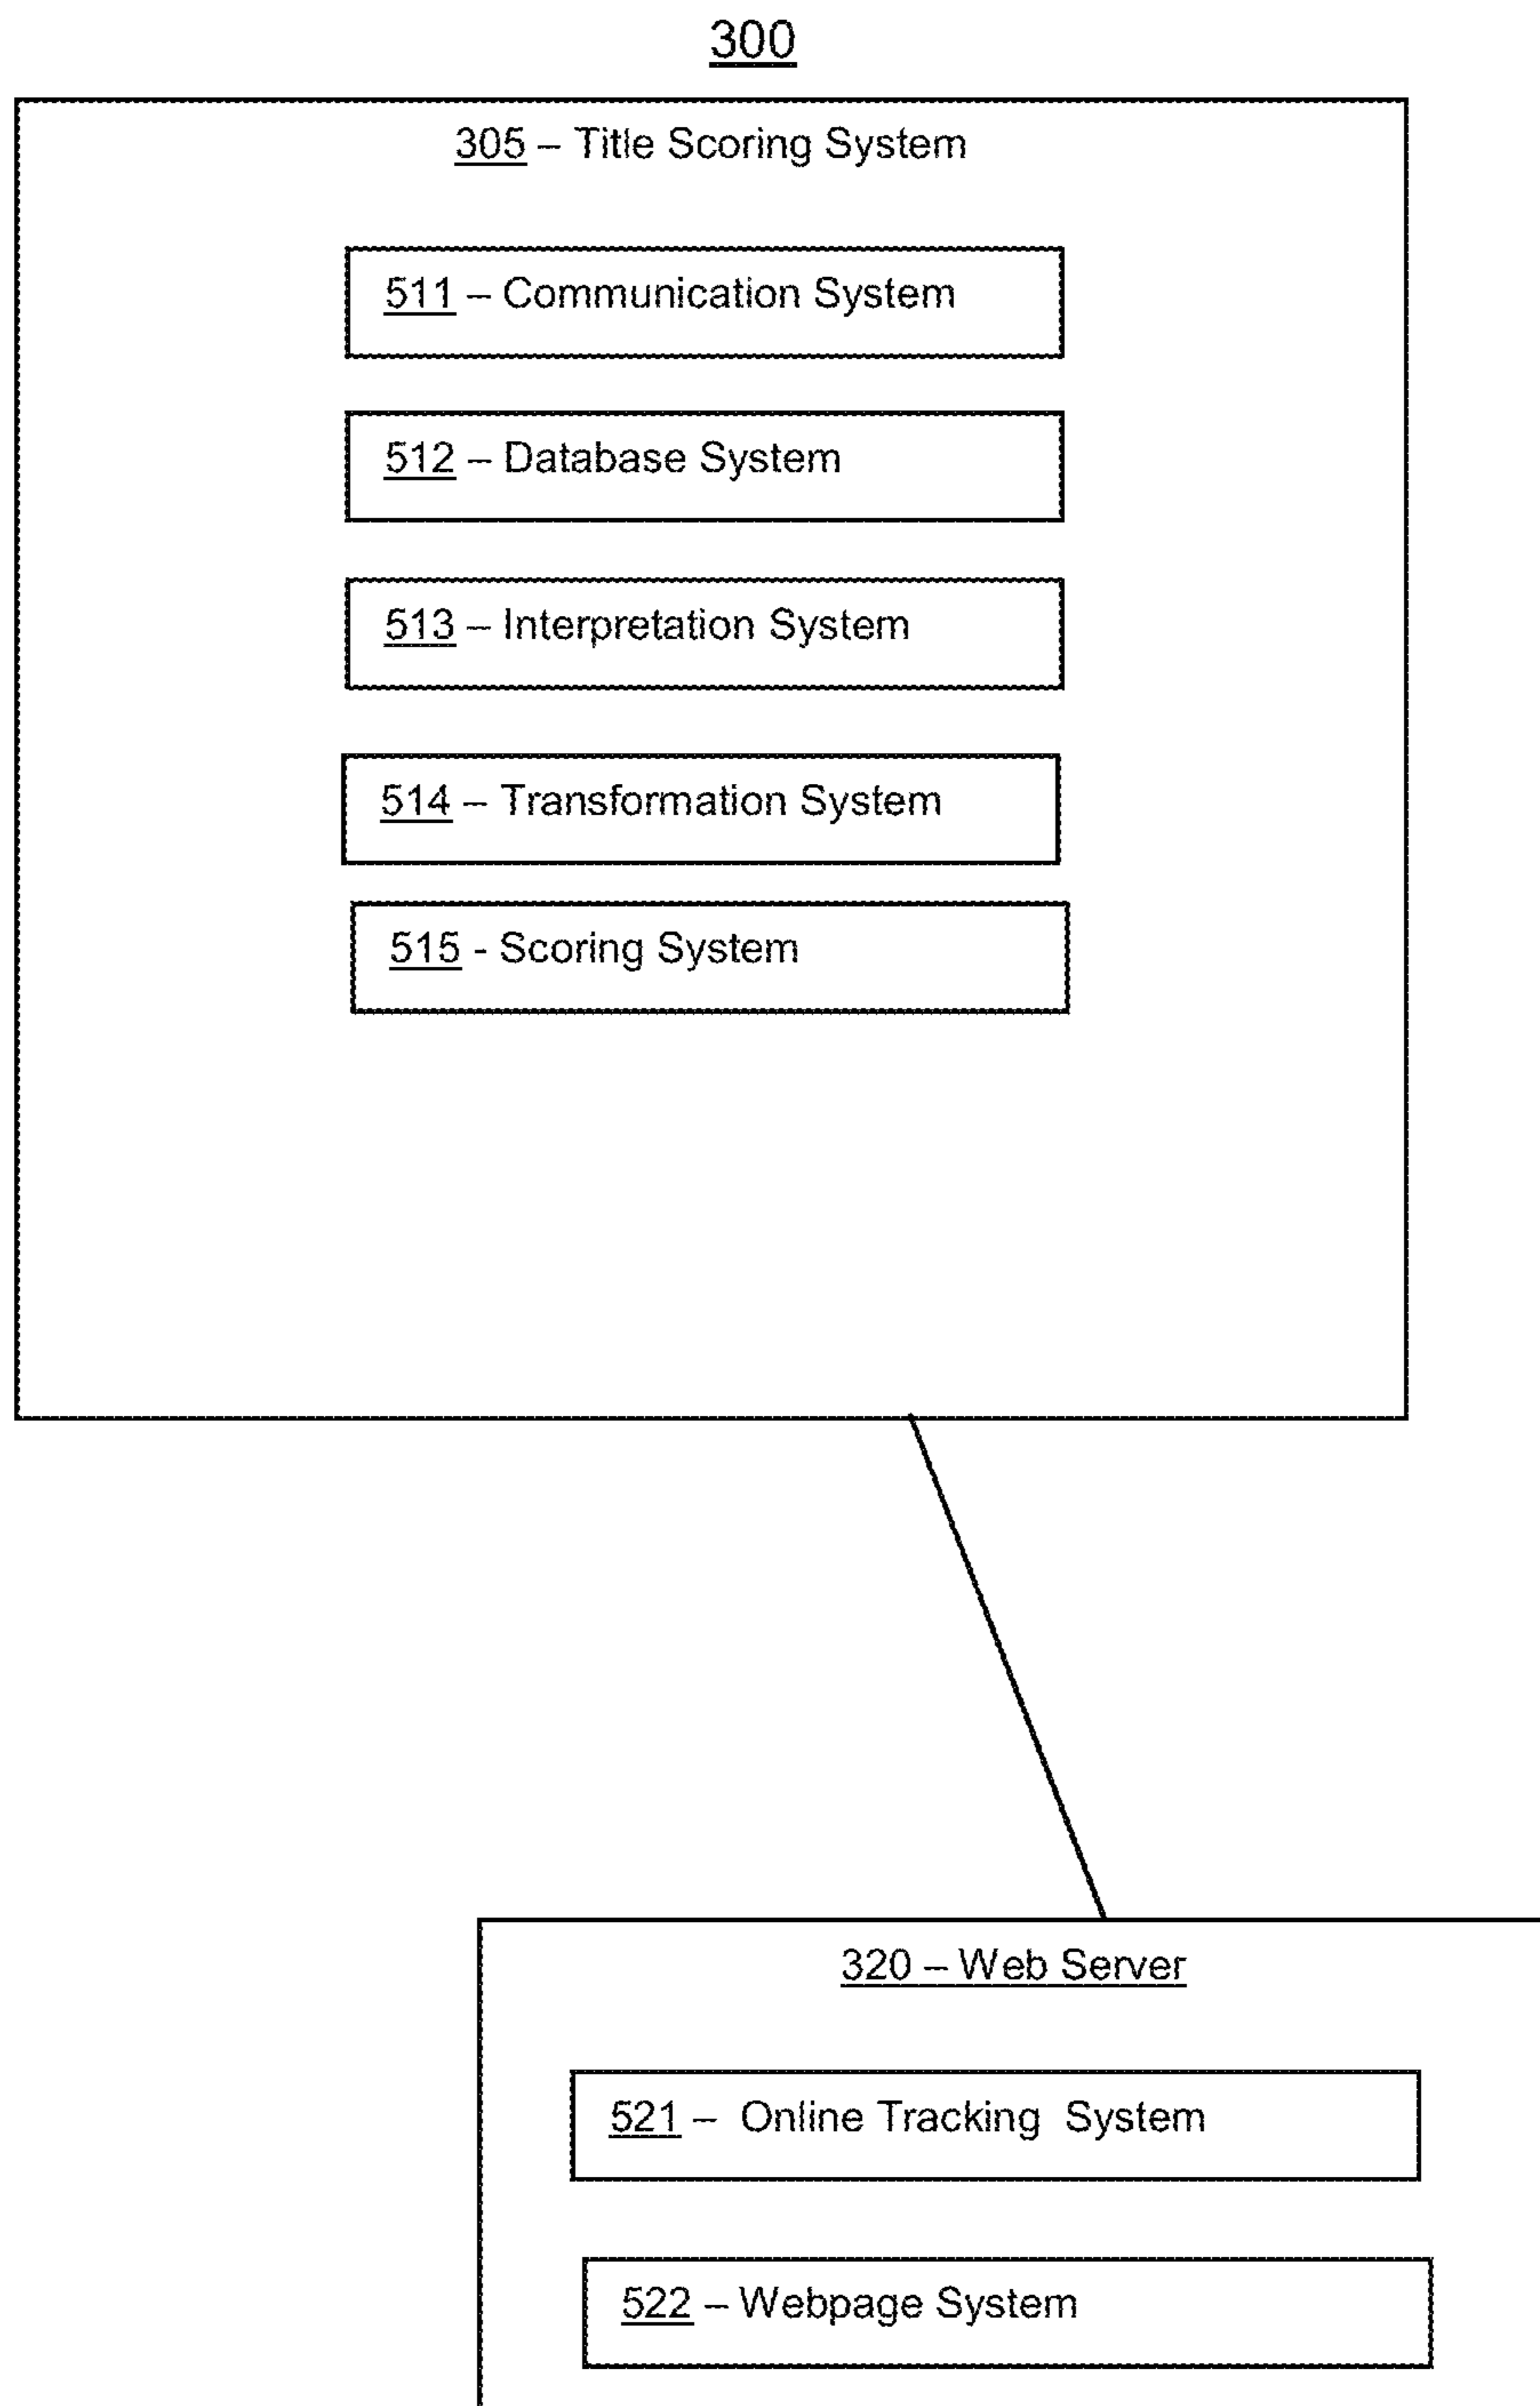 300
305 – Title Scoring System
511 – Communication System
512 – Database System
513 – Interpretation System
514 – Transformation System
515 - Scoring System
320 – Web Server
521 – Online Tracking System
522 – Webpage System